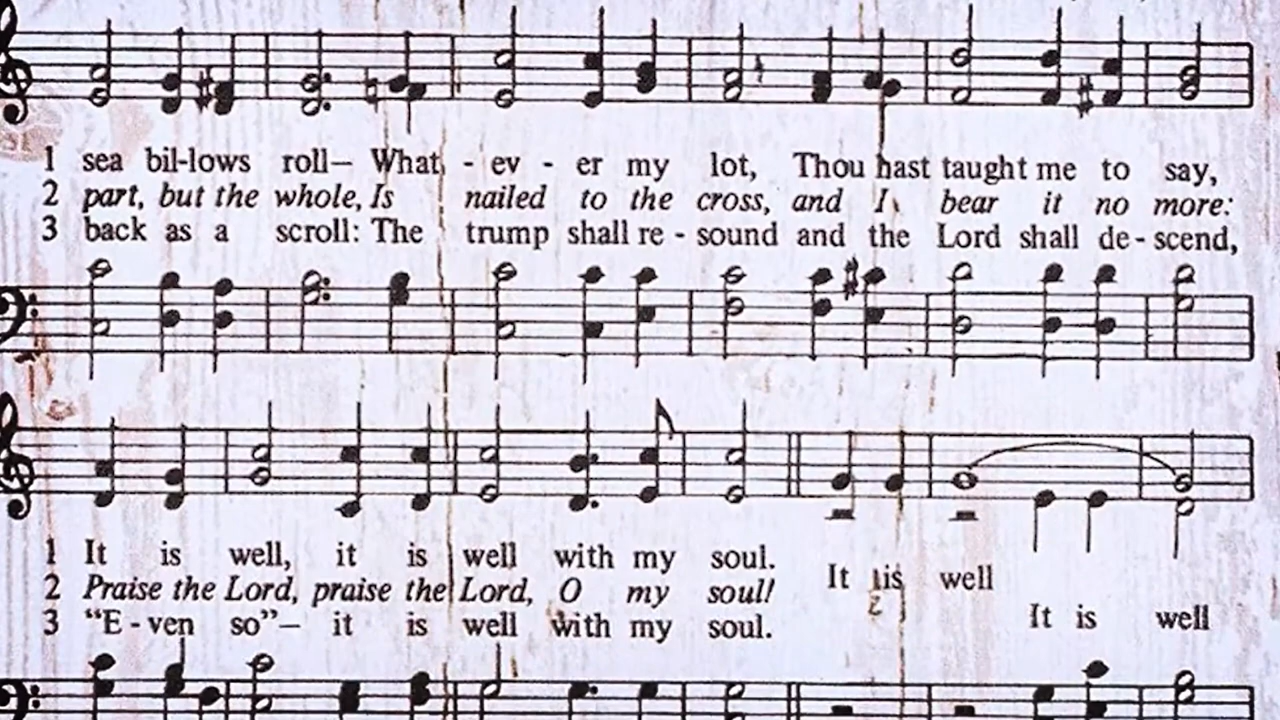 1 sea bil-lows roll— What - ev - er my lot, Thou hast taught me to say,
2 part, but the whole, Is nailed to the cross, and I bear it no more:
3 back as a scroll: The trump shall re - sound and the Lord shall de - scend,
1 It is well, it is well with my soul. It is well
2 Praise the Lord, praise the Lord, O my soul!
It is well
3 “E - ven so”— it is well with my soul.